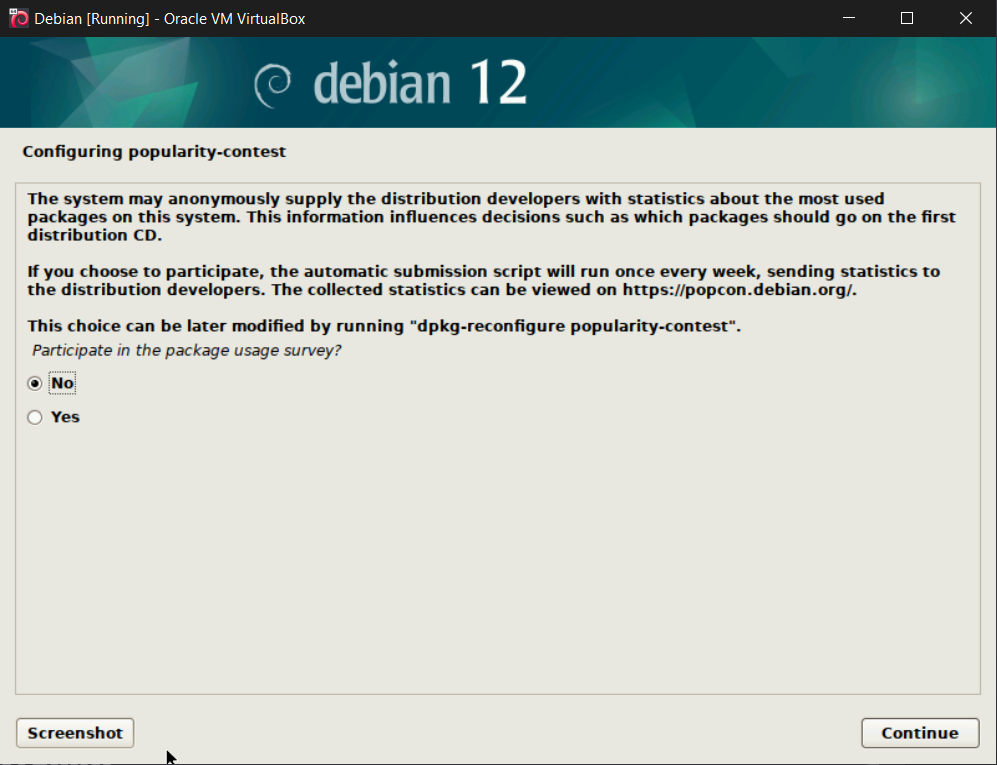 Debian [Running] - Oracle VM VirtualBox
debian 12
Configuring popularity-contest
The system may anonymously supply the distribution developers with statistics about the most used
packages on this system. This information influences decisions such as which packages should go on the first
distribution CD.
If you choose to participate, the automatic submission script will run once every week, sending statistics to
the distribution developers. The collected statistics can be viewed on https://popcon.debian.org/.
This choice can be later modified by running "dpkg-reconfigure popularity-contest".
Participate in the package usage survey?
No
Yes
Screenshot
Continue